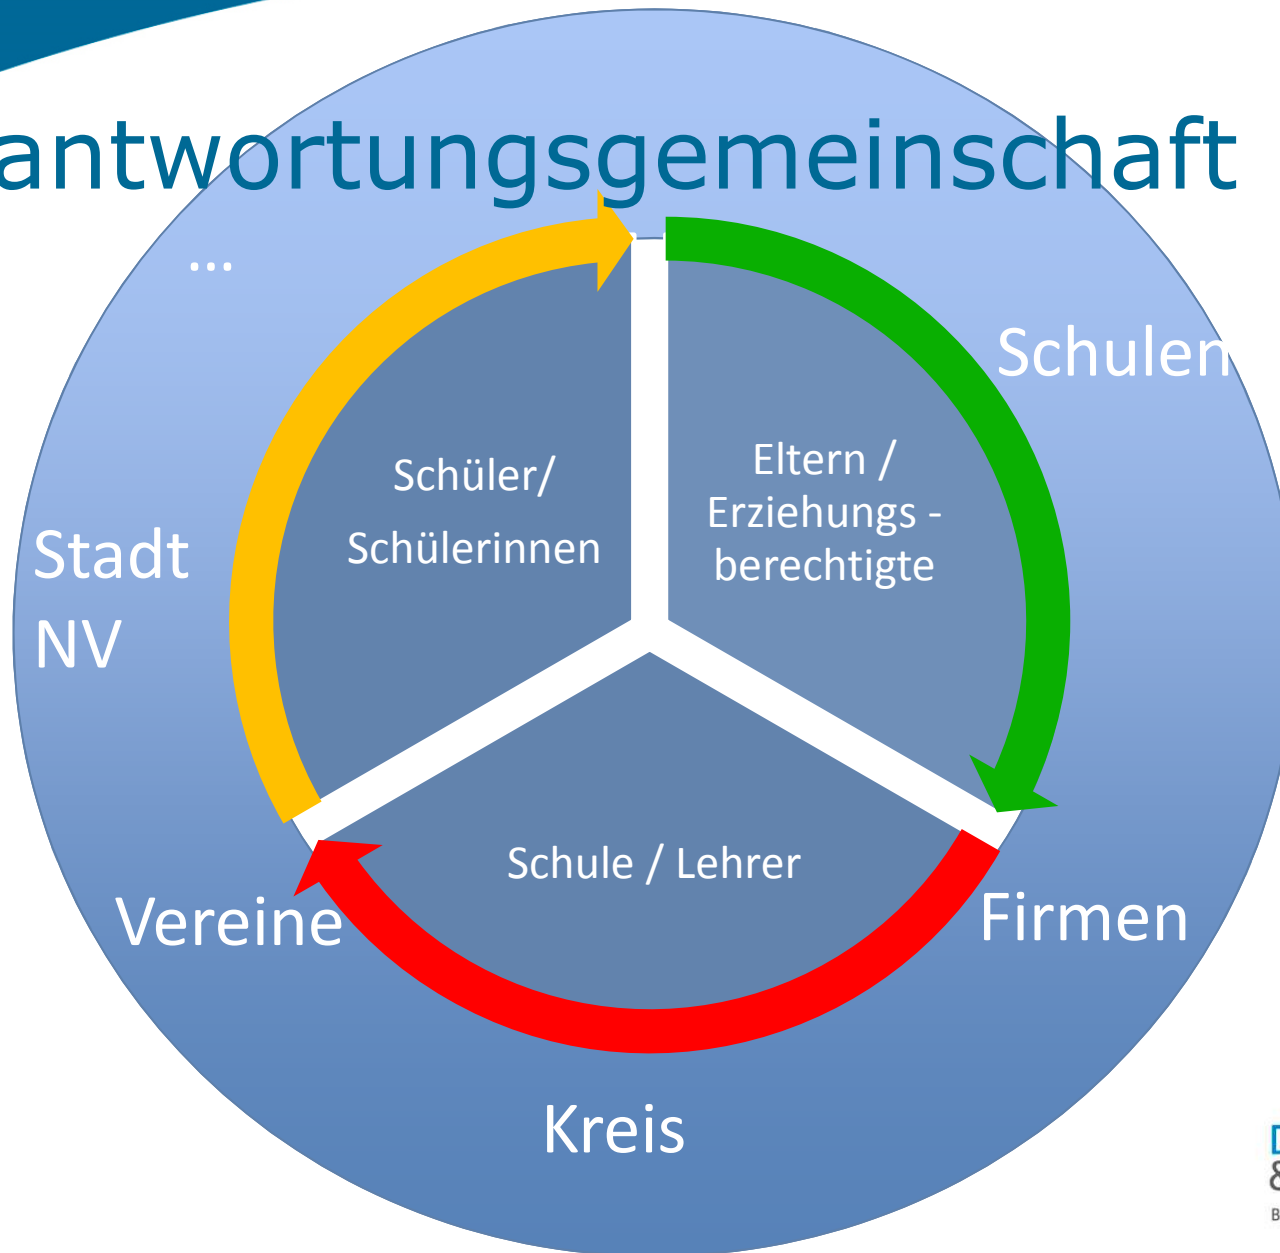 antwortungsgemeinschaft
...
Schulen
Schüler/
Schülerinnen
Eltern /
Erziehungs -
berechtigte
Stadt
NV
Schule / Lehrer
Vereine
Firmen
Kreis
&
B